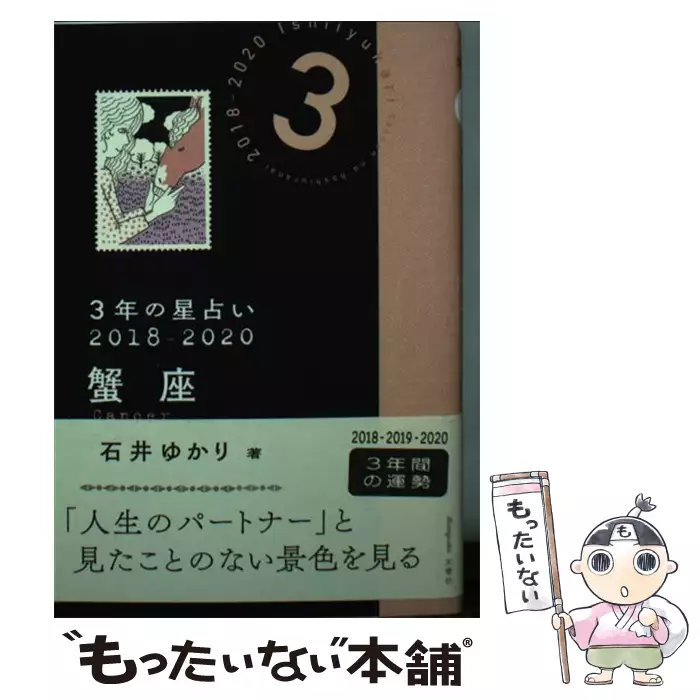 2018-2020 Ishiiyukari
3
3年の星占い
2018-2020
蟹座
Cancer
石井ゆかり 著
2018-2019-2020
3年間
の運勢
「人生のパートナー」と
見たことのない景色を見る
も
もったいない
“もったいない本舗®